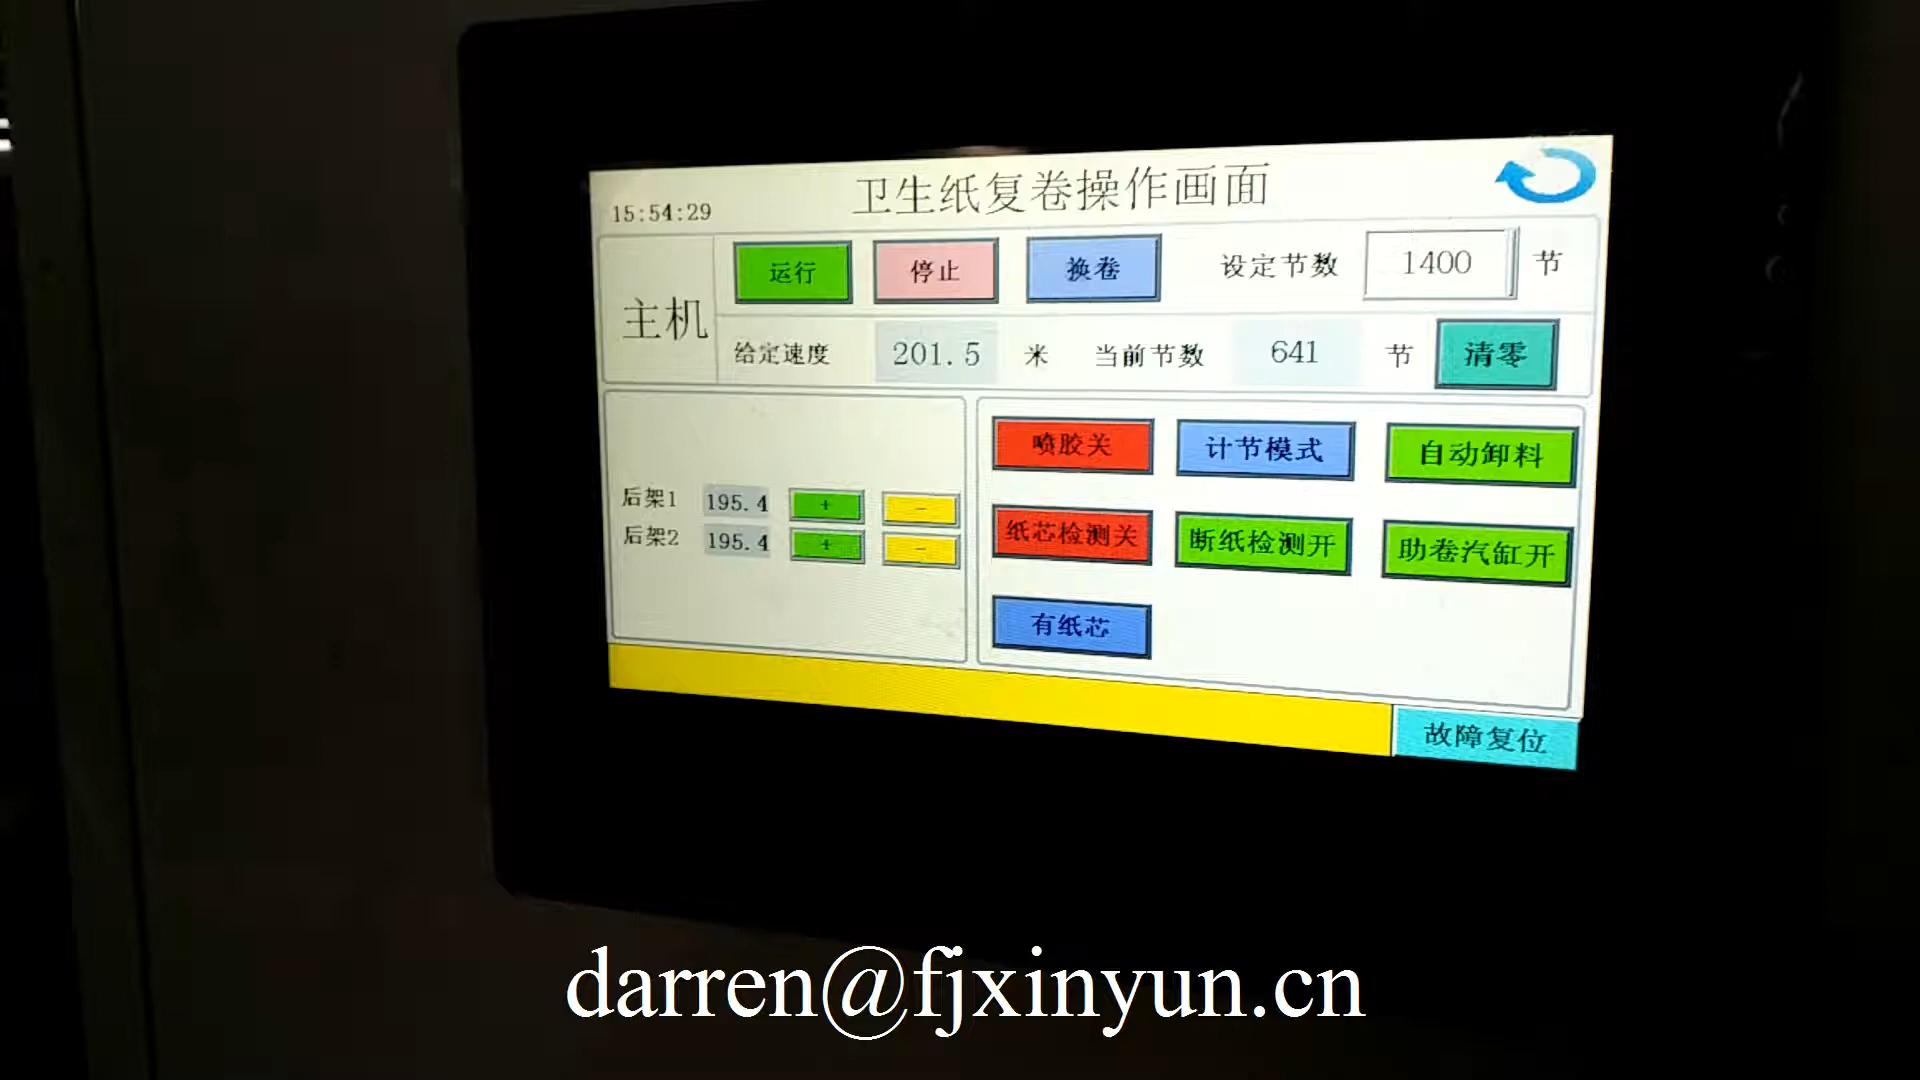 卫生纸复卷操作画面
15:54:29
主机
运行 停止 换卷 设定节数 1400 节
给定速度 201.5 米 当前节数 641 节 清零
喷胶关 计节模式 自动卸料
后架1 195.4 + -
纸芯检测关 断纸检测开 助卷汽缸开
后架2 195.4 + -
有纸芯
故障复位
darren@fjxinyun.cn